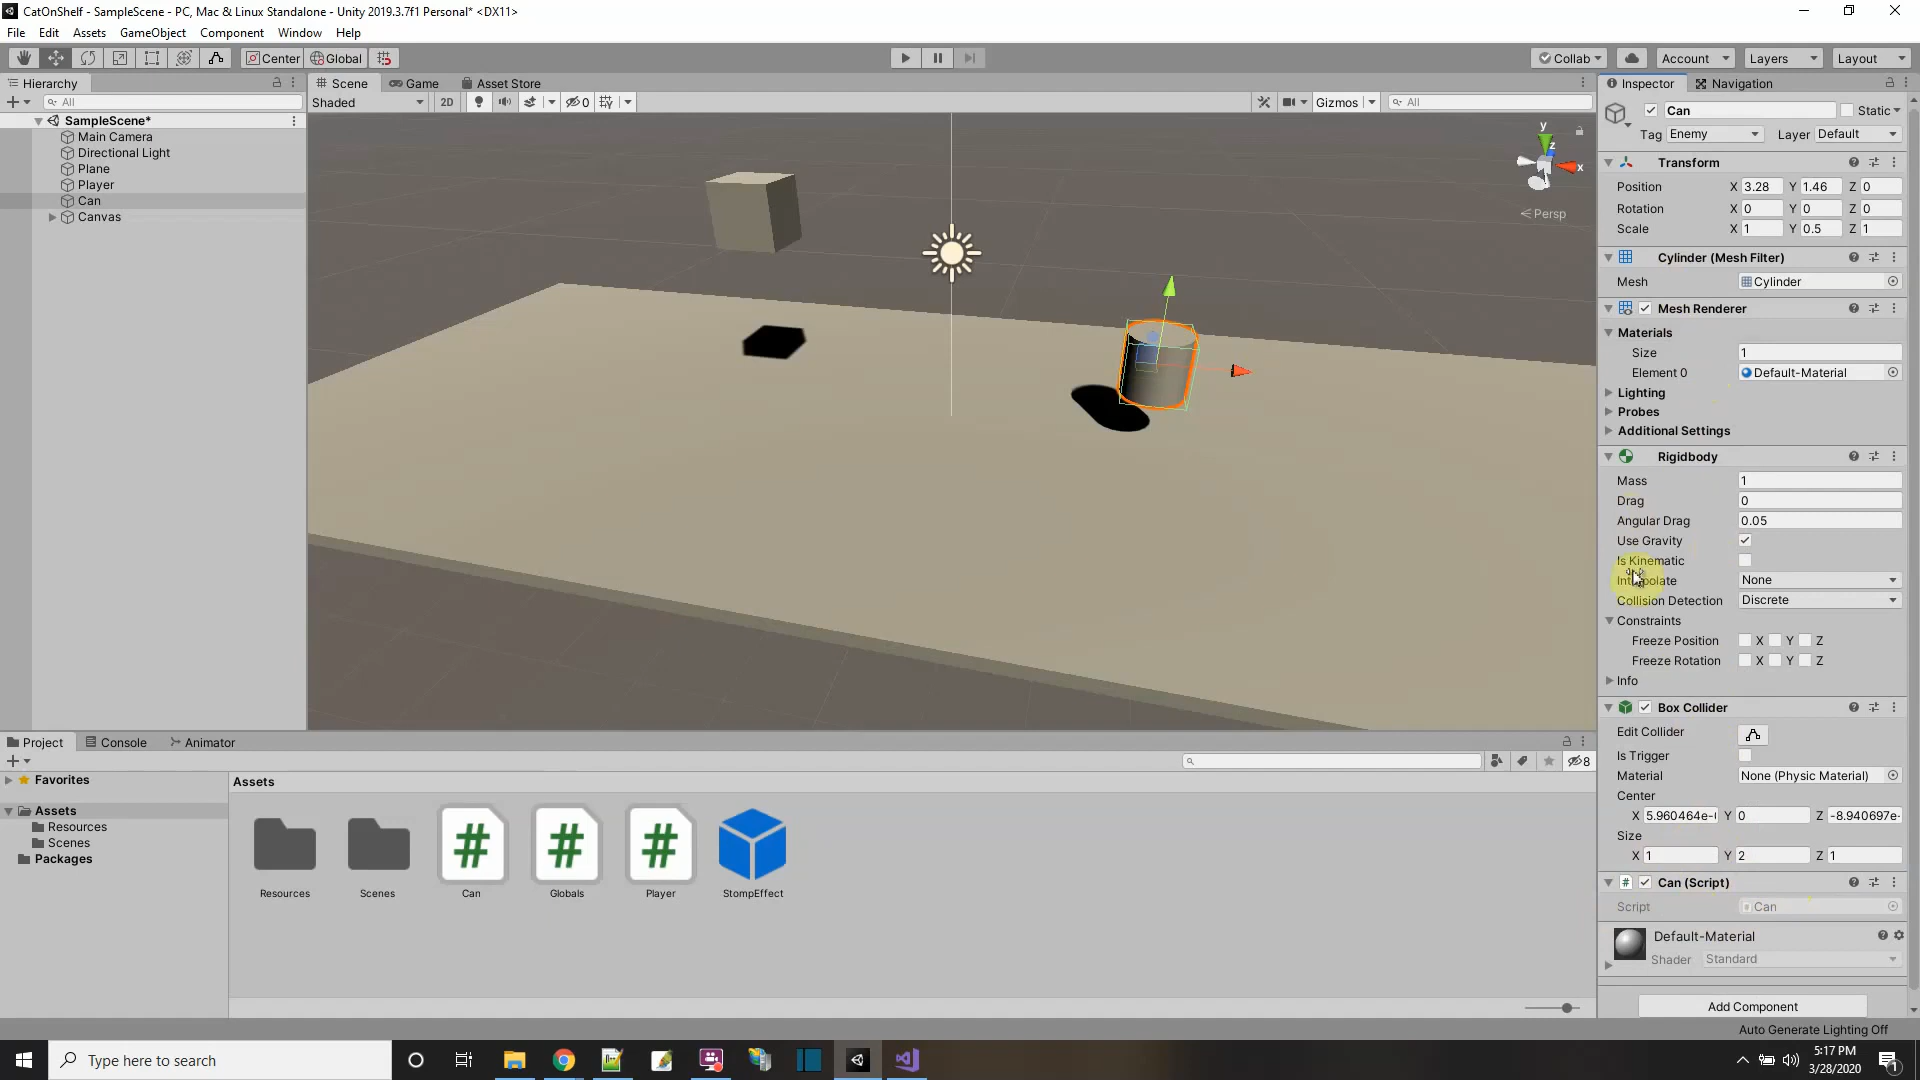 CatOnShelf - SampleScene - PC, Mac & Linux Standalone - Unity 2019.3.7f1 Personal* <DX11>
File Edit Assets GameObject Component Window Help
Center Global Collab Account Layers Layout
Hierarchy
All
SampleScene*
Main Camera
Directional Light
Plane
Player
Can
Canvas
Scene Game Asset Store
Shaded 2D 0 Gizmos All
y
z
x
Persp
Inspector Navigation
Can Static
Tag Enemy Layer Default
Transform
Position X 3.28 Y 1.46 Z 0
Rotation X 0 Y 0 Z 0
Scale X 1 Y 0.5 Z 1
Cylinder (Mesh Filter)
Mesh Cylinder
Mesh Renderer
Materials
Size 1
Element 0 Default-Material
Lighting
Probes
Additional Settings
Rigidbody
Mass 1
Drag 0
Angular Drag 0.05
Use Gravity
Is Kinematic
Interpolate None
Collision Detection Discrete
Constraints
Freeze Position X Y Z
Freeze Rotation X Y Z
Info
Box Collider
Edit Collider
Is Trigger
Material None (Physic Material)
Center
X 5.960464e- Y 0 Z -8.940697e-
Size
X 1 Y 2 Z 1
# Can (Script)
Script Can
Default-Material
Shader Standard
Add Component
Auto Generate Lighting Off
Project Console Animator
8
Favorites
Assets
Resources
Scenes
Packages
Assets
# # #
Resources Scenes Can Globals Player StompEffect
Type here to search
5:17 PM
3/28/2020
1